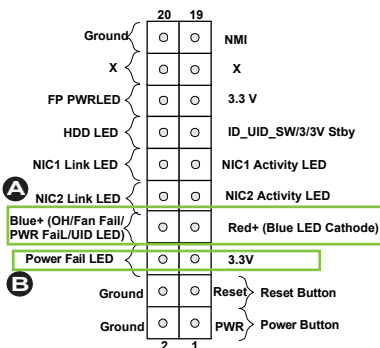 20 19
Ground NMI
X X
FP PWRLED 3.3 V
HDD LED ID_UID_SW/3/3V Stby
NIC1 Link LED NIC1 Activity LED
A
NIC2 Link LED NIC2 Activity LED
Blue+ (OH/Fan Fail/
PWR FaiL/UID LED) Red+ (Blue LED Cathode)
Power Fail LED 3.3V
B
Ground Reset Reset Button
Ground PWR Power Button
2 1